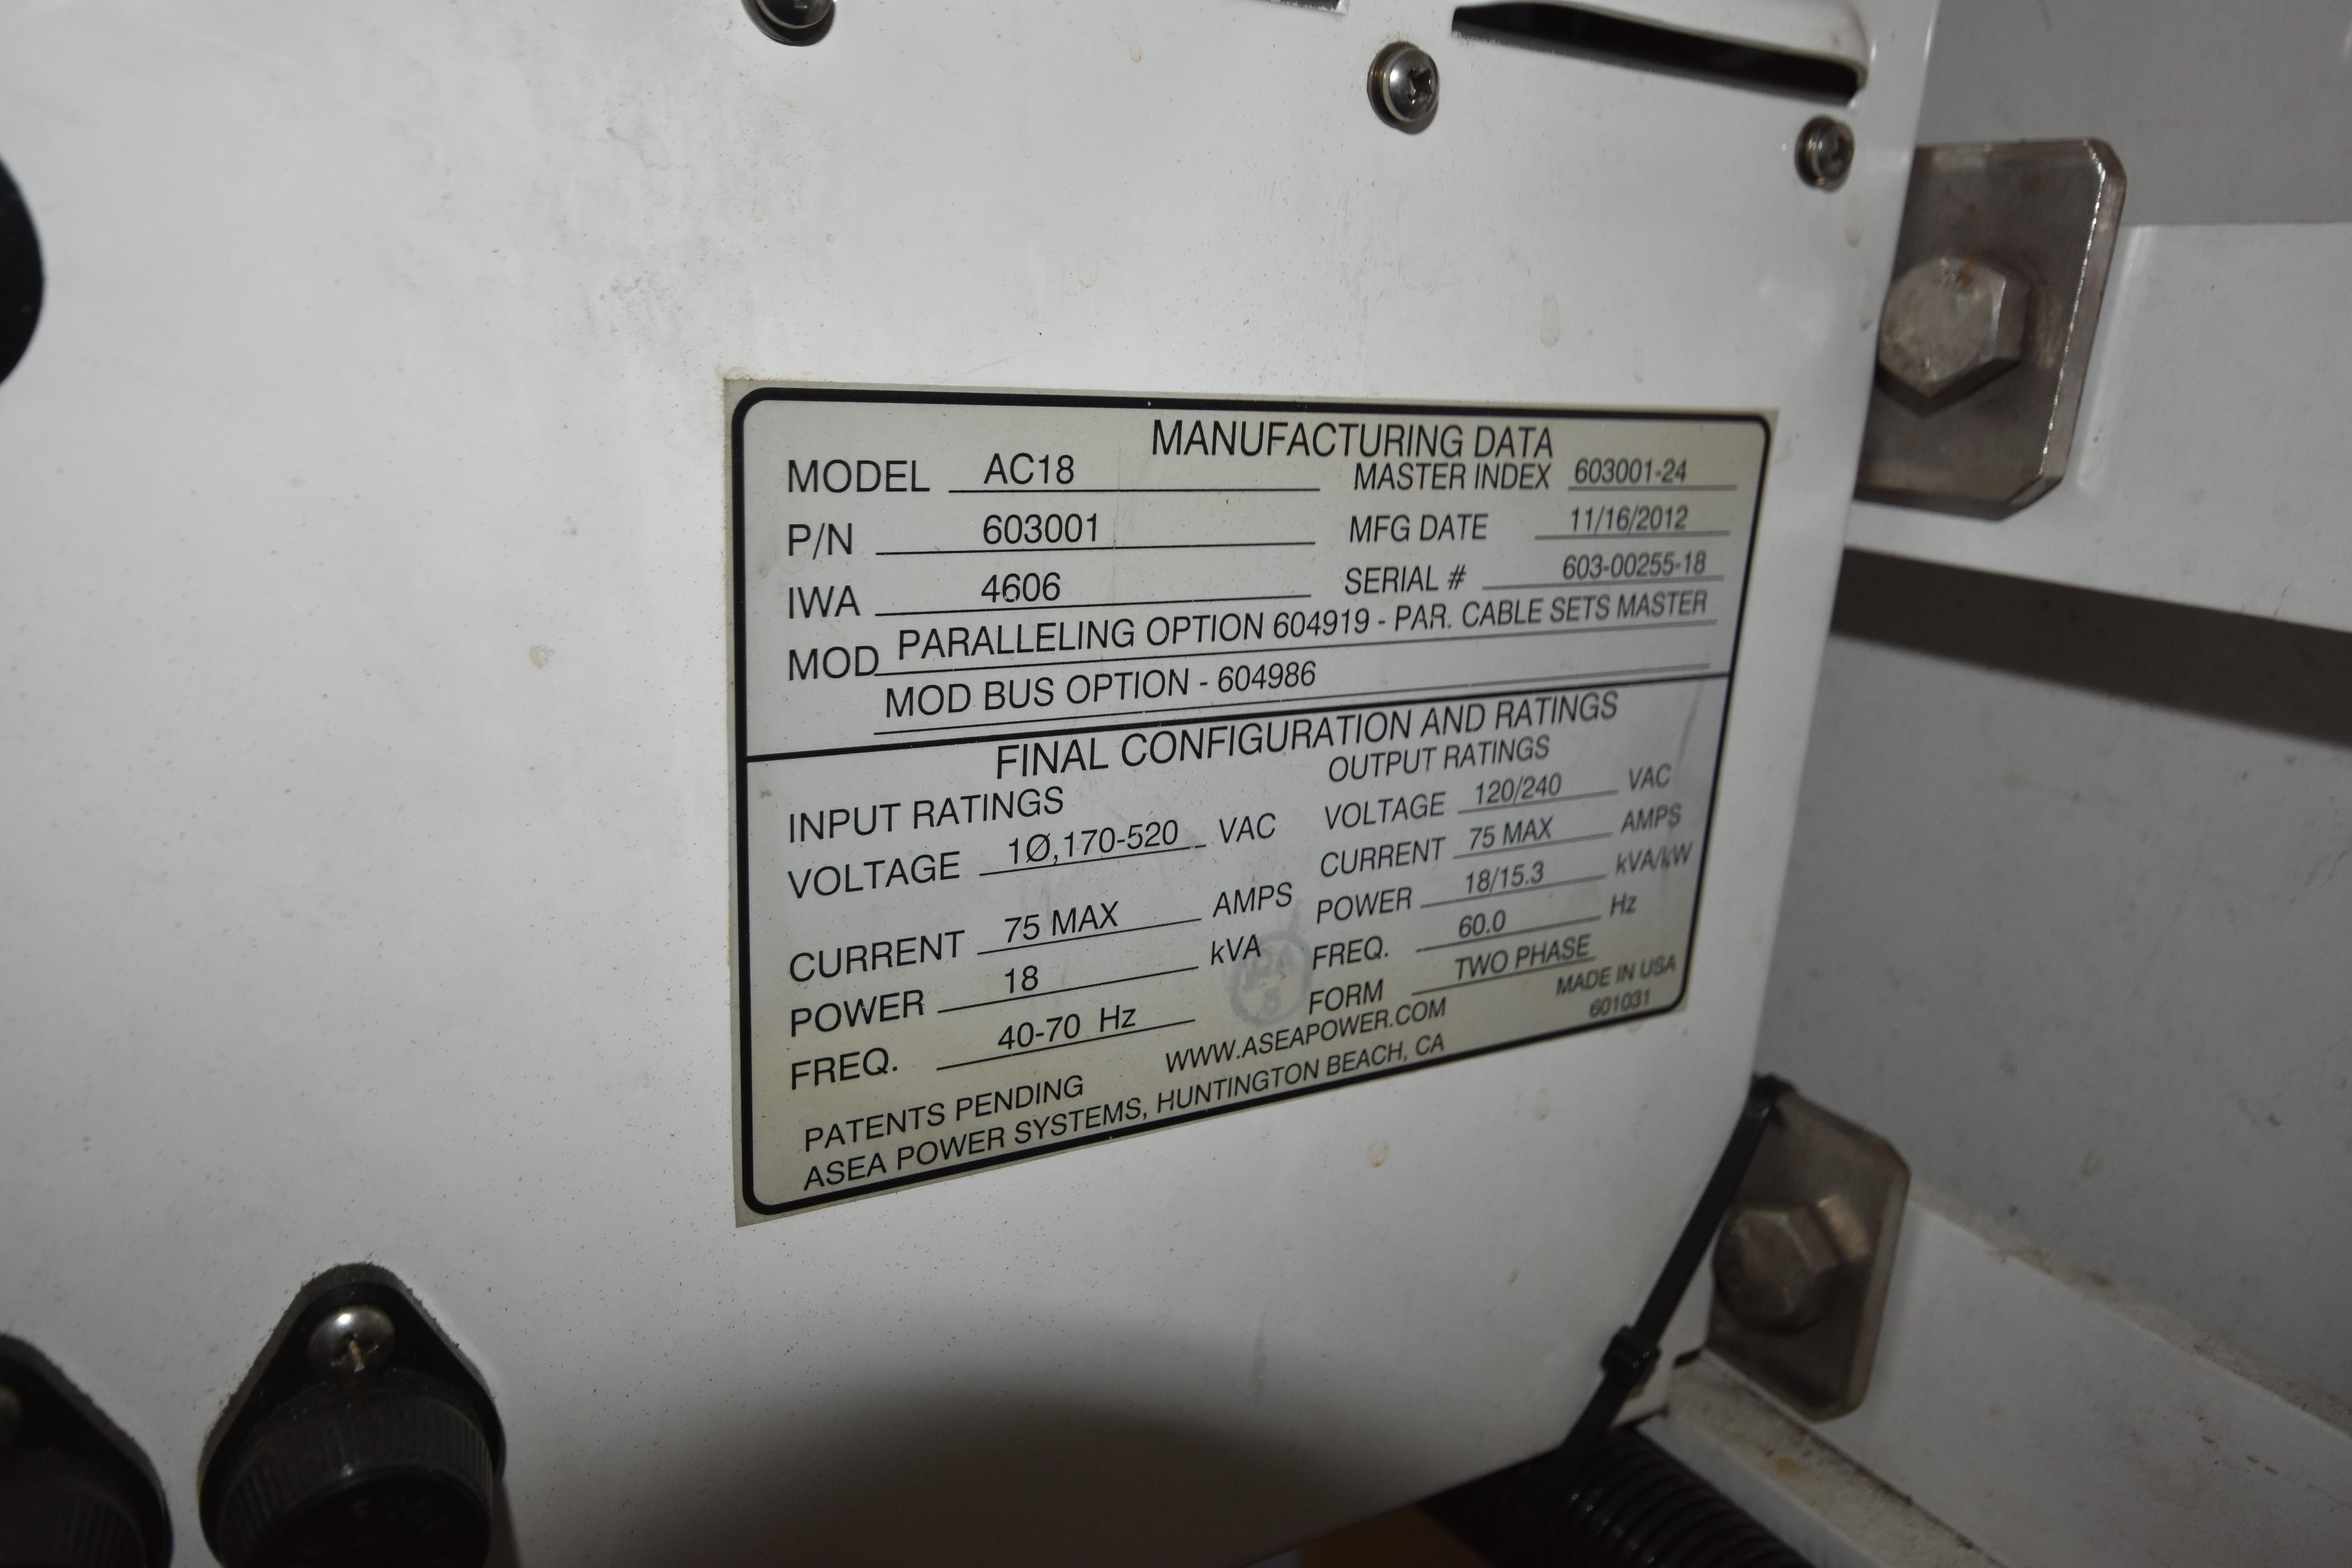 MANUFACTURING DATA
MODEL AC18 MASTER INDEX 603001-24
P/N 603001 MFG DATE 11/16/2012
IWA 4606 SERIAL # 603-00255-18
MOD PARALLELING OPTION 604919 - PAR. CABLE SETS MASTER
MOD BUS OPTION - 604986
FINAL CONFIGURATION AND RATINGS
INPUT RATINGS
VOLTAGE 1Ø,170-520 VAC
CURRENT 75 MAX AMPS
POWER 18 kVA
FREQ. 40-70 Hz
OUTPUT RATINGS
VOLTAGE 120/240 VAC
CURRENT 75 MAX AMPS
POWER 18/15.3 kVA/kW
FREQ. 60.0 Hz
FORM TWO PHASE
PATENTS PENDING WWW.ASEAPOWER.COM MADE IN USA
ASEA POWER SYSTEMS, HUNTINGTON BEACH, CA 601031